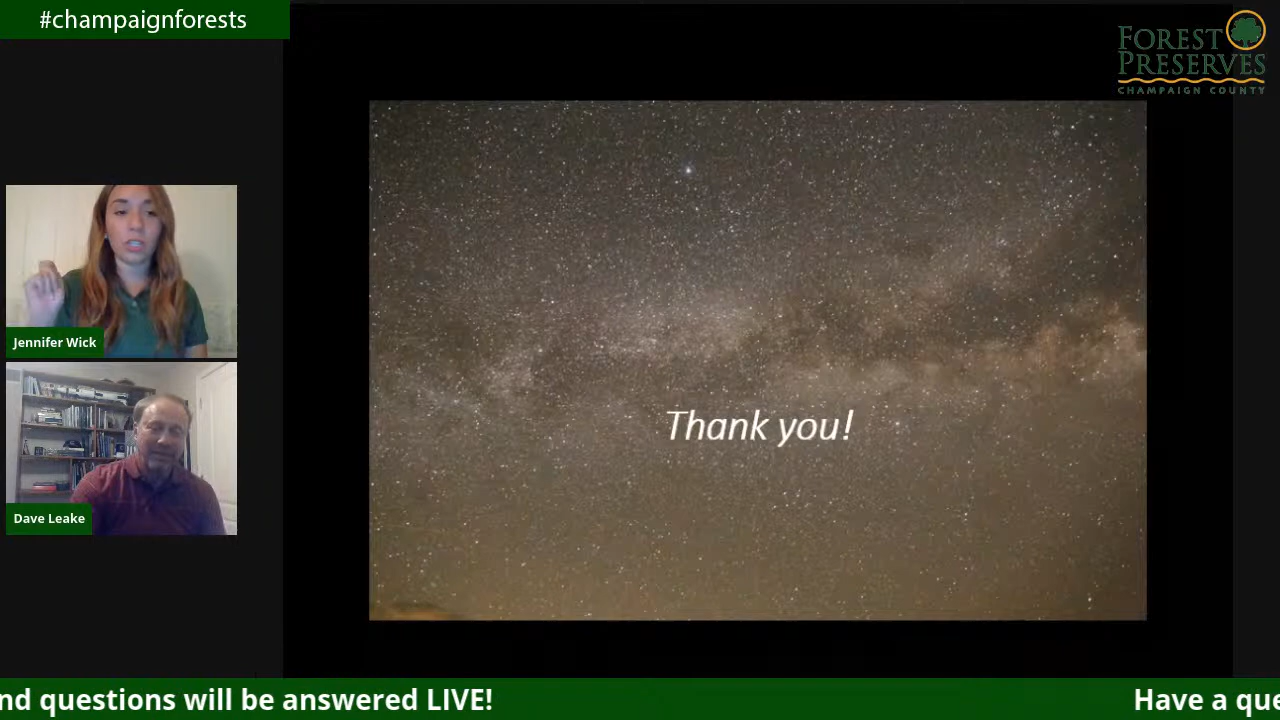 #champaignforests
FOREST
PRESERVES
CHAMPAIGN COUNTY
Jennifer Wick
Dave Leake
Thank you!
nd questions will be answered LIVE!
Have a que